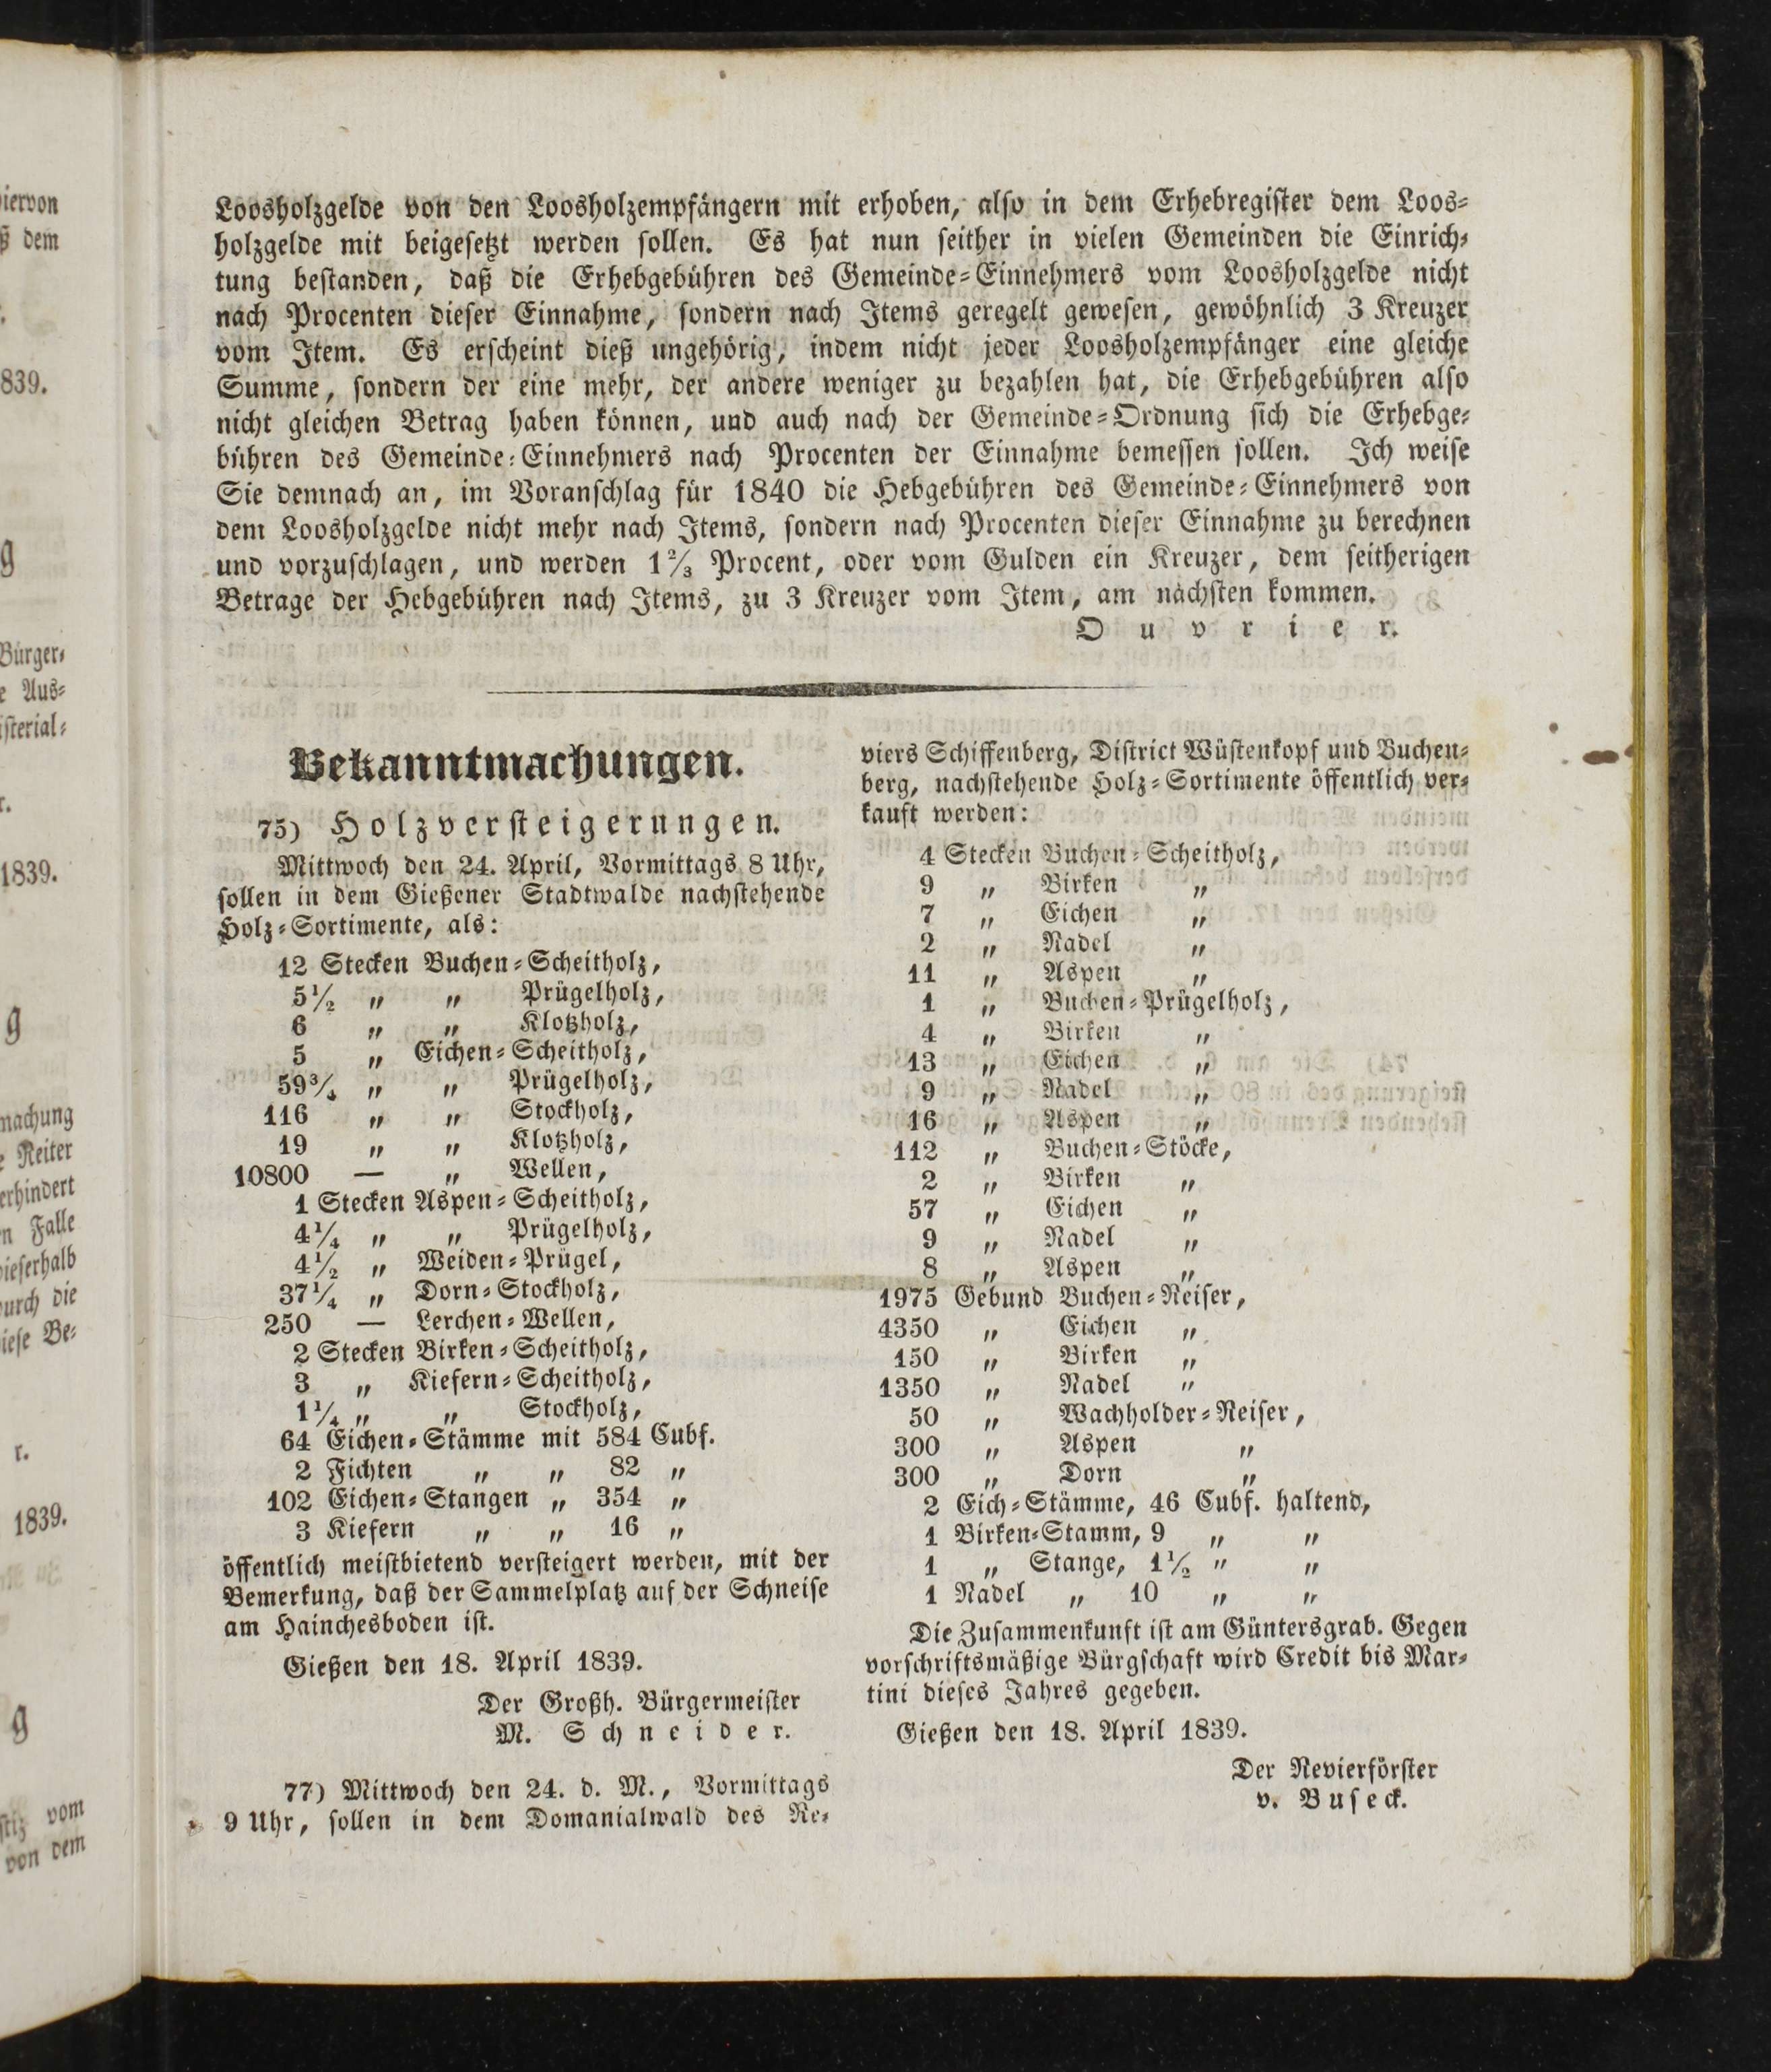 Loosholzgelde von den Loosholzempfängern mit erhoben, also in dem Erhebregister dem Loos-
holzgelde mit beigesetzt werden sollen. Es hat nun seither in vielen Gemeinden die Einrich-
tung bestanden, daß die Erhebgebühren des Gemeinde-Einnehmers vom Loosholzgelde nicht
nach Procenten dieser Einnahme, sondern nach Items geregelt gewesen, gewöhnlich 3 Kreuzer
vom Item. Es erscheint dieß ungehörig, indem nicht jeder Loosholzempfänger eine gleiche
Summe, sondern der eine mehr, der andere weniger zu bezahlen hat, die Erhebgebühren also
nicht gleichen Betrag haben können, und auch nach der Gemeinde-Ordnung sich die Erhebge-
bühren des Gemeinde-Einnehmers nach Procenten der Einnahme bemessen sollen. Ich weise
Sie demnach an, im Voranschlag für 1840 die Hebgebühren des Gemeinde-Einnehmers von
dem Loosholzgelde nicht mehr nach Items, sondern nach Procenten dieser Einnahme zu berechnen
und vorzuschlagen, und werden 1⅔ Procent, oder vom Gulden ein Kreuzer, dem seitherigen
Betrage der Hebgebühren nach Items, zu 3 Kreuzer vom Item, am nächsten kommen.
Ouvrier.
Bekanntmachungen.
75) Holzversteigerungen.
Mittwoch den 24. April, Vormittags 8 Uhr,
sollen in dem Gießener Stadtwalde nachstehende
Holz-Sortimente, als:
12 Stecken Buchen-Scheitholz,
5½ „ „ Prügelholz,
6 „ „ Klotzholz,
5 „ Eichen-Scheitholz,
59¾ „ „ Prügelholz,
116 „ „ Stockholz,
19 „ „ Klotzholz,
10800 — „ Wellen,
1 Stecken Aspen-Scheitholz,
4¼ „ „ Prügelholz,
4½ „ Weiden-Prügel,
37¼ „ Dorn-Stockholz,
250 — Lerchen-Wellen,
2 Stecken Birken-Scheitholz,
3 „ Kiefern-Scheitholz,
1¼ „ „ Stockholz,
64 Eichen-Stämme mit 584 Cubf.
2 Fichten „ „ 82 „
102 Eichen-Stangen „ 354 „
3 Kiefern „ „ 16 „
öffentlich meistbietend versteigert werden, mit der
Bemerkung, daß der Sammelplatz auf der Schneise
am Hainchesboden ist.
Gießen den 18. April 1839.
Der Großh. Bürgermeister
M. Schneider.
77) Mittwoch den 24. d. M., Vormittags
9 Uhr, sollen in dem Domanialwald des Re-
viers Schiffenberg, District Wüstenkopf und Buchen-
berg, nachstehende Holz-Sortimente öffentlich ver-
kauft werden:
4 Stecken Buchen-Scheitholz,
9 „ Birken „
7 „ Eichen „
2 „ Nadel „
11 „ Aspen „
1 „ Buchen-Prügelholz,
4 „ Birken „
13 „ Eichen „
9 „ Nadel „
16 „ Aspen „
112 „ Buchen-Stöcke,
2 „ Birken „
57 „ Eichen „
9 „ Nadel „
8 „ Aspen „
1975 Gebund Buchen-Reiser,
4350 „ Eichen „
150 „ Birken „
1350 „ Nadel „
50 „ Wachholder-Reiser,
300 „ Aspen „
300 „ Dorn „
2 Eich-Stämme, 46 Cubf. haltend,
1 Birken-Stamm, 9 „ „
1 „ Stange, 1½ „ „
1 Nadel „ 10 „ „
Die Zusammenkunft ist am Güntersgrab. Gegen
vorschriftsmäßige Bürgschaft wird Credit bis Mar-
tini dieses Jahres gegeben.
Gießen den 18. April 1839.
Der Revierförster
v. Buseck.